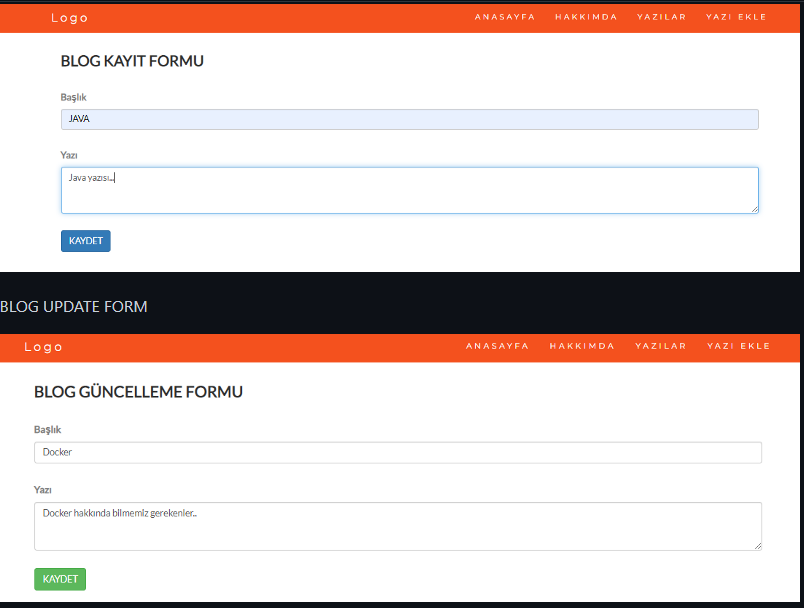 Logo ANASAYFA HAKKIMDA YAZILAR YAZI EKLE
BLOG KAYIT FORMU
Başlık
JAVA
Yazı
Java yazısı...
KAYDET
BLOG UPDATE FORM
Logo ANASAYFA HAKKIMDA YAZILAR YAZI EKLE
BLOG GÜNCELLEME FORMU
Başlık
Docker
Yazı
Docker hakkında bilmemiz gerekenler..
KAYDET